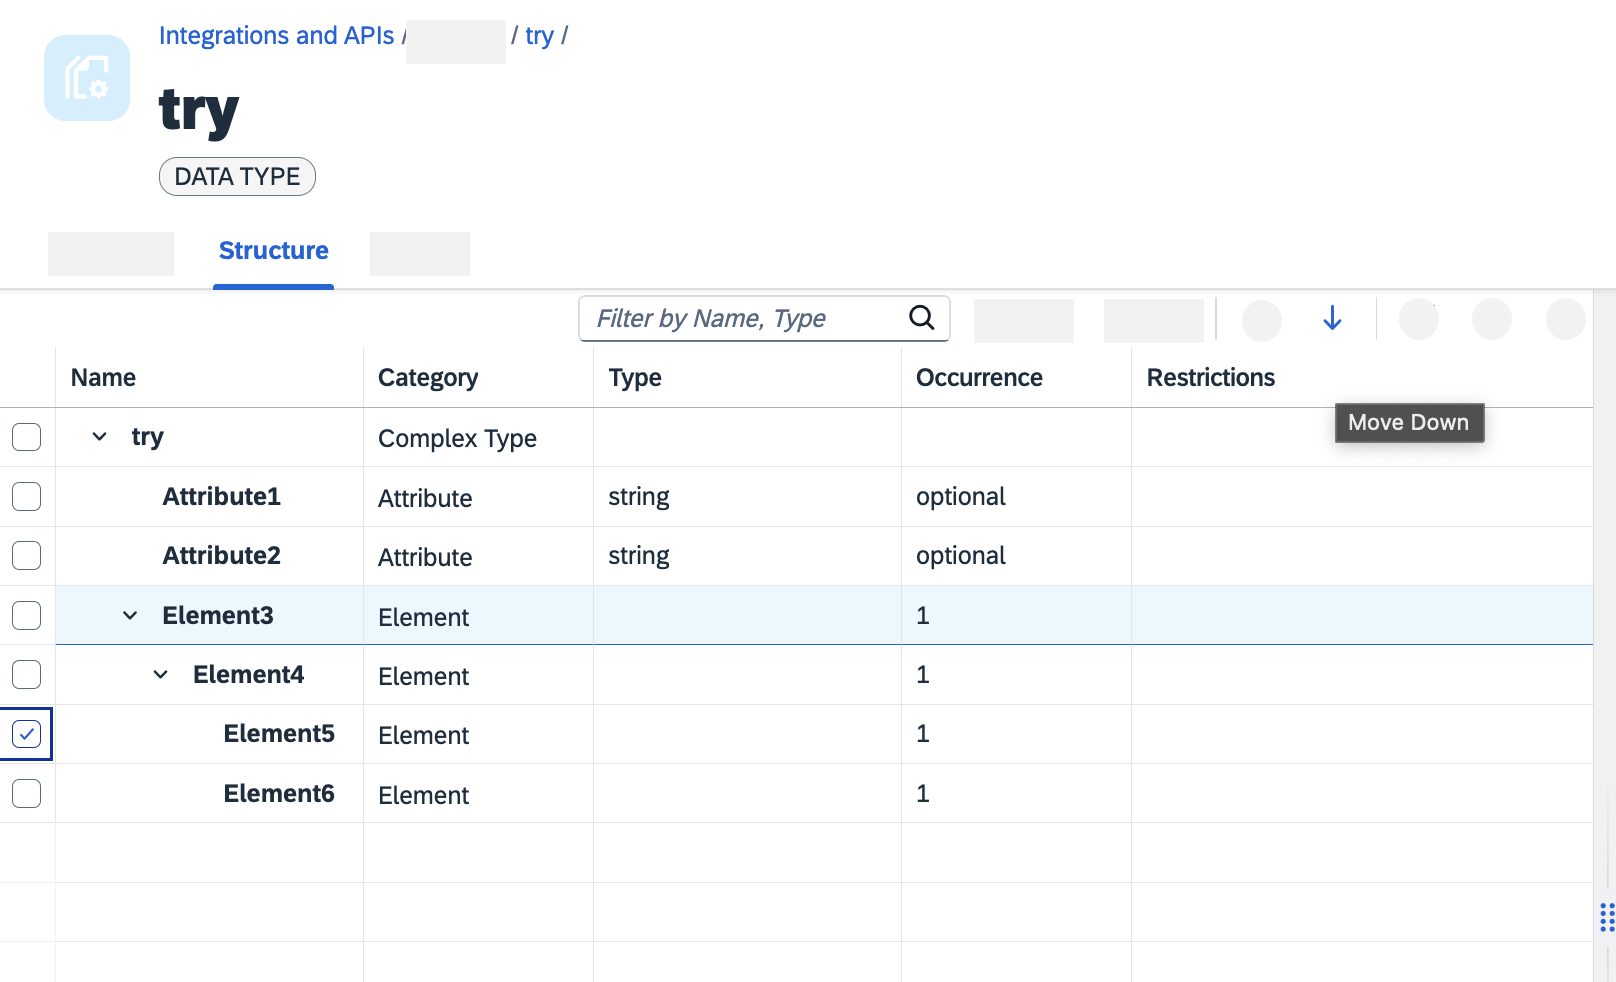 Integrations and APIs / / try /
try
DATA TYPE
Structure
Filter by Name, Type
Name Category Type Occurrence Restrictions
Move Down
try Complex Type
Attribute1 Attribute string optional
Attribute2 Attribute string optional
Element3 Element 1
Element4 Element 1
Element5 Element 1
Element6 Element 1